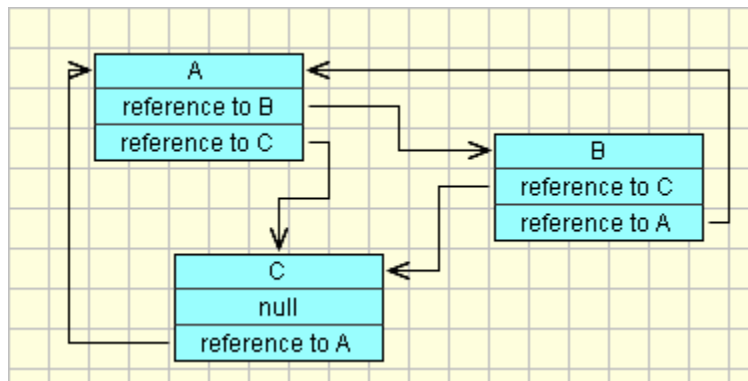 A
reference to B
reference to C
B
reference to C
reference to A
C
null
reference to A